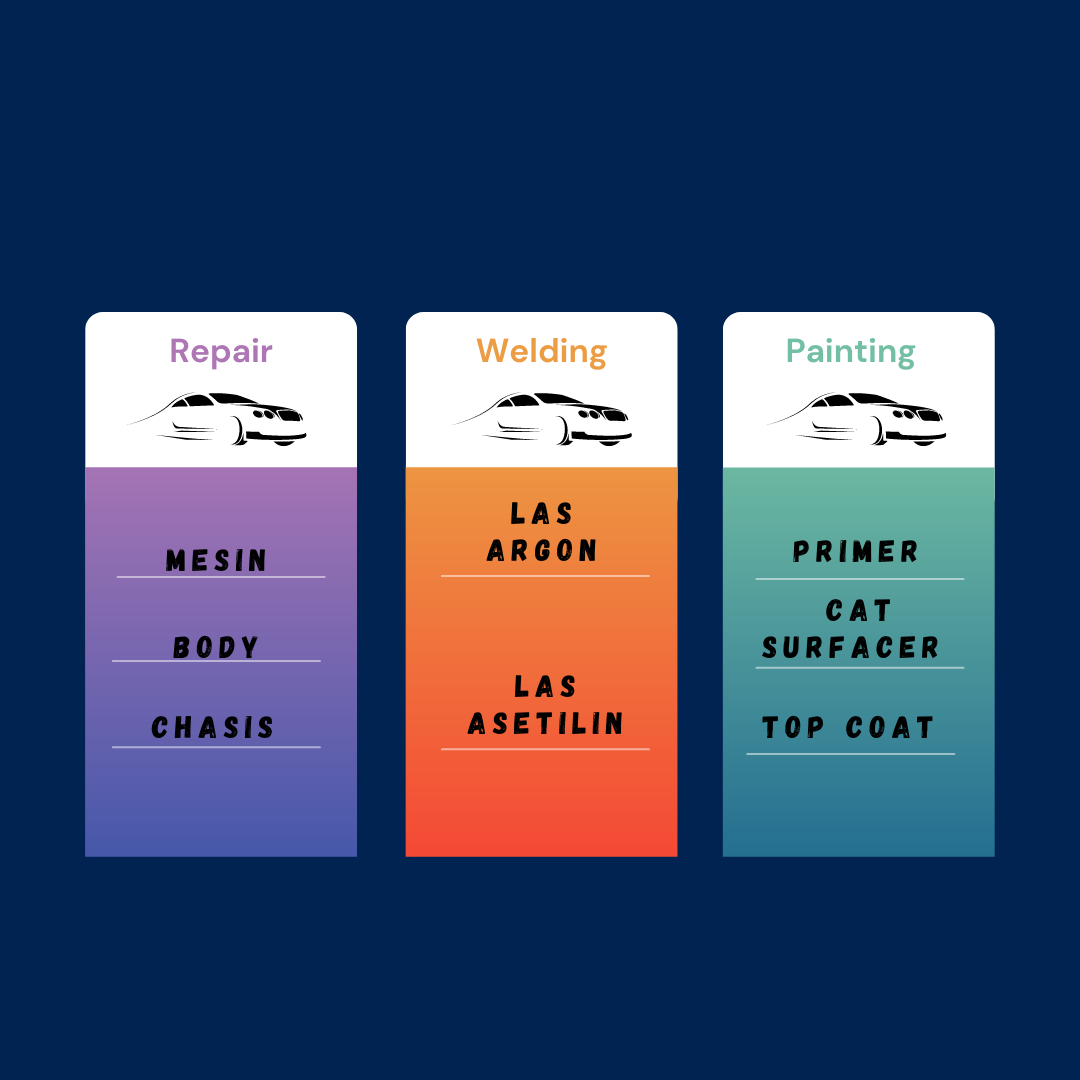 Repair
MESIN
BODY
CHASIS
Welding
LAS
ARGON
LAS
ASETILIN
Painting
PRIMER
CAT
SURFACER
TOP COAT